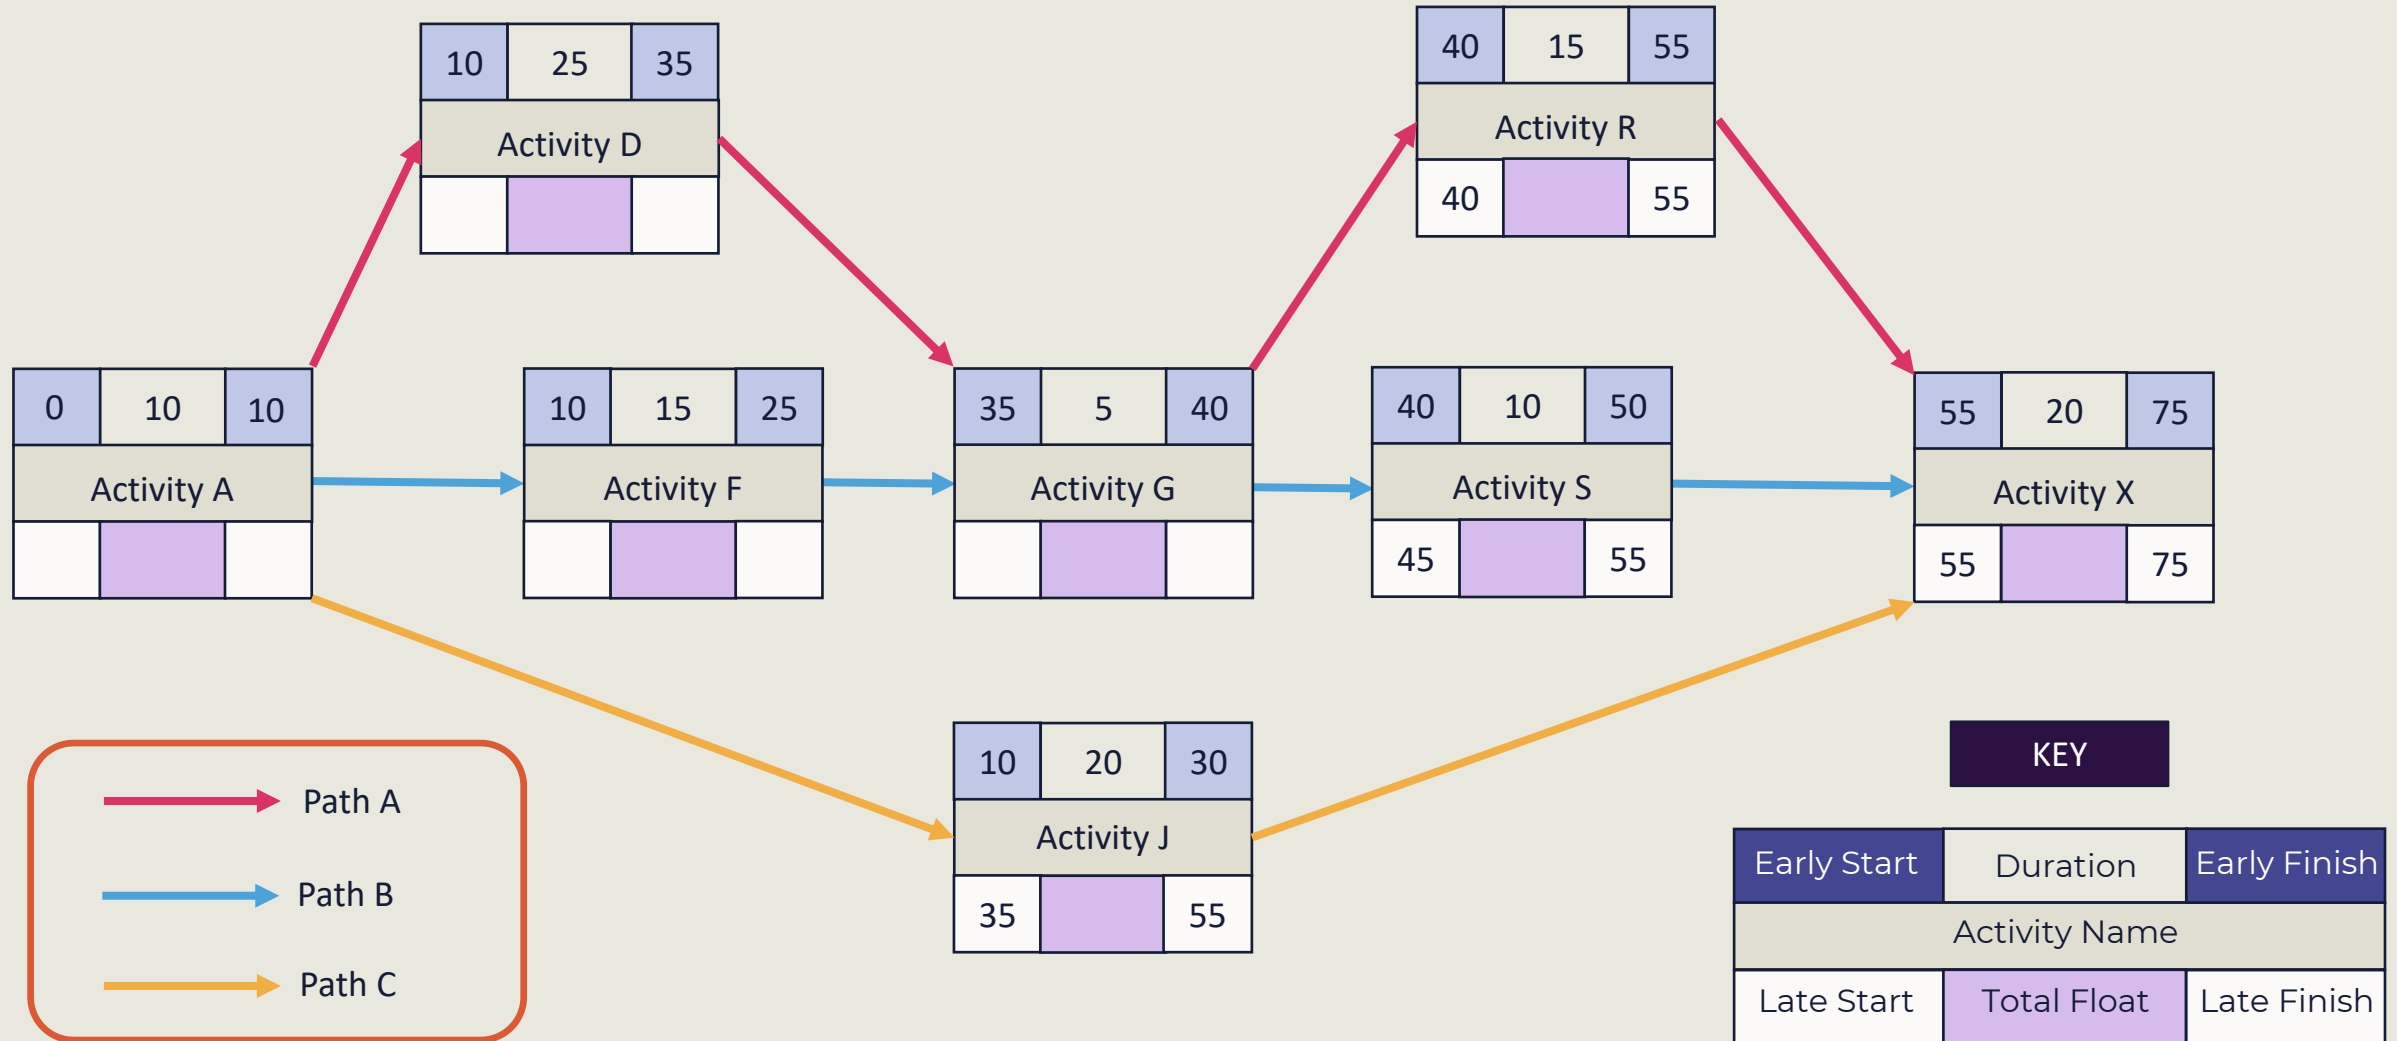 40 15 55
10 25 35
Activity R
Activity D
40 55
0 10 10
10 15 25
35 5 40
40 10 50
55 20 75
Activity A
Activity F
Activity G
Activity S
Activity X
45 55
55 75
10 20 30
Activity J
35 55
Path A
Path B
Path C
KEY
Early Start Duration Early Finish
Activity Name
Late Start Total Float Late Finish